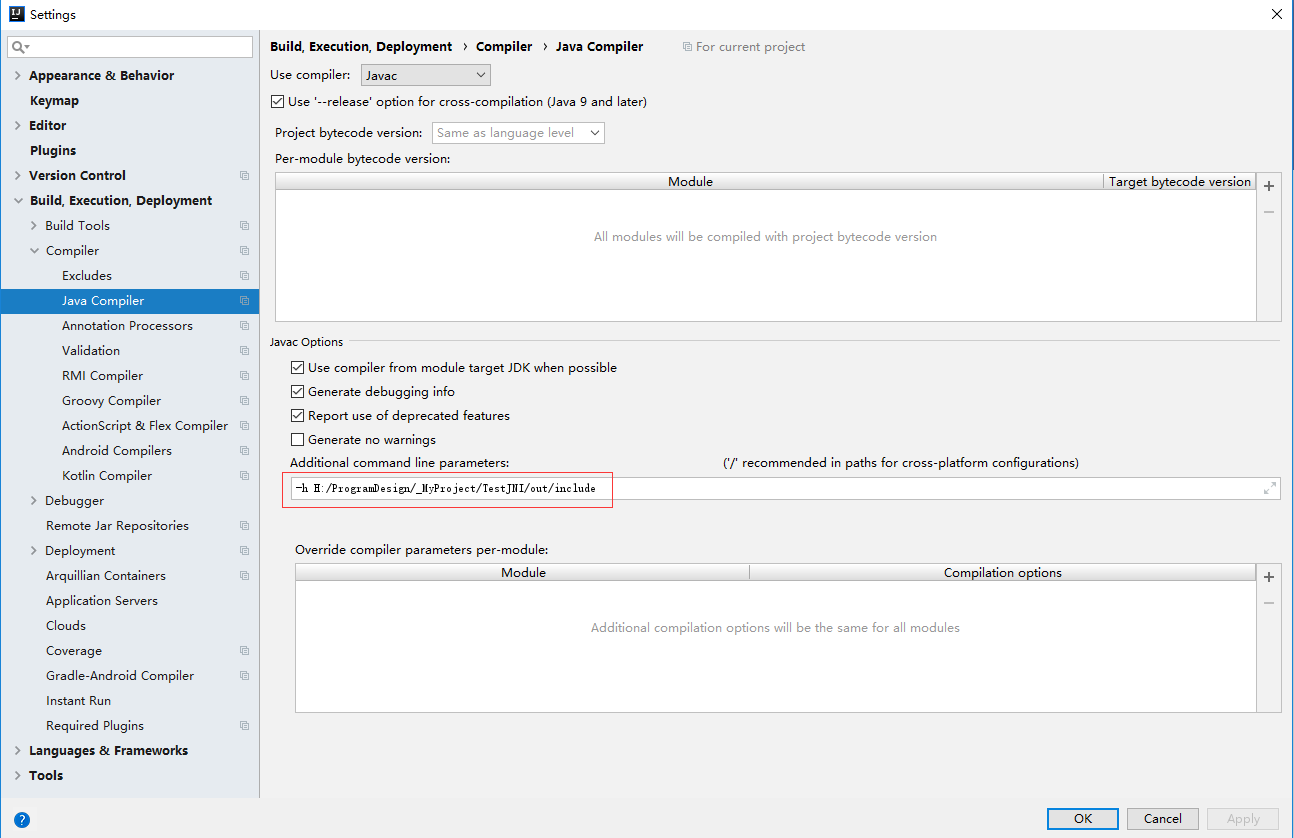 Settings
Build, Execution, Deployment › Compiler › Java Compiler
For current project
Appearance & Behavior
Keymap
Editor
Plugins
Version Control
Build, Execution, Deployment
Build Tools
Compiler
Excludes
Java Compiler
Annotation Processors
Validation
RMI Compiler
Groovy Compiler
ActionScript & Flex Compiler
Android Compilers
Kotlin Compiler
Debugger
Remote Jar Repositories
Deployment
Arquillian Containers
Application Servers
Clouds
Coverage
Gradle-Android Compiler
Instant Run
Required Plugins
Languages & Frameworks
Tools
Use compiler: Javac
Use '--release' option for cross-compilation (Java 9 and later)
Project bytecode version: Same as language level
Per-module bytecode version:
Module Target bytecode version
All modules will be compiled with project bytecode version
Javac Options
Use compiler from module target JDK when possible
Generate debugging info
Report use of deprecated features
Generate no warnings
Additional command line parameters: ('/' recommended in paths for cross-platform configurations)
-h H:/ProgramDesign/_MyProject/TestJNI/out/include
Override compiler parameters per-module:
Module Compilation options
Additional compilation options will be the same for all modules
?
OK Cancel Apply